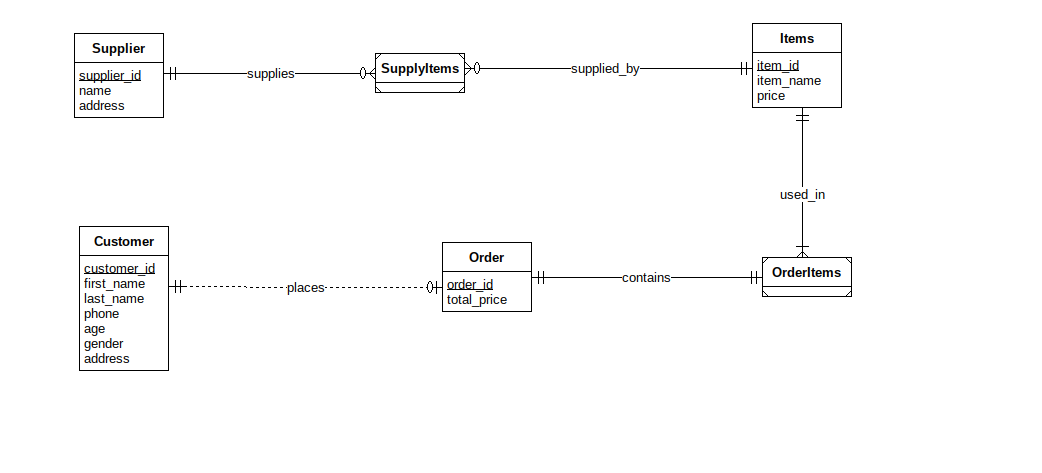 Supplier
supplier_id
name
address
supplies
SupplyItems
supplied_by
Items
item_id
item_name
price
used_in
Customer
customer_id
first_name
last_name
phone
age
gender
address
places
Order
order_id
total_price
contains
OrderItems